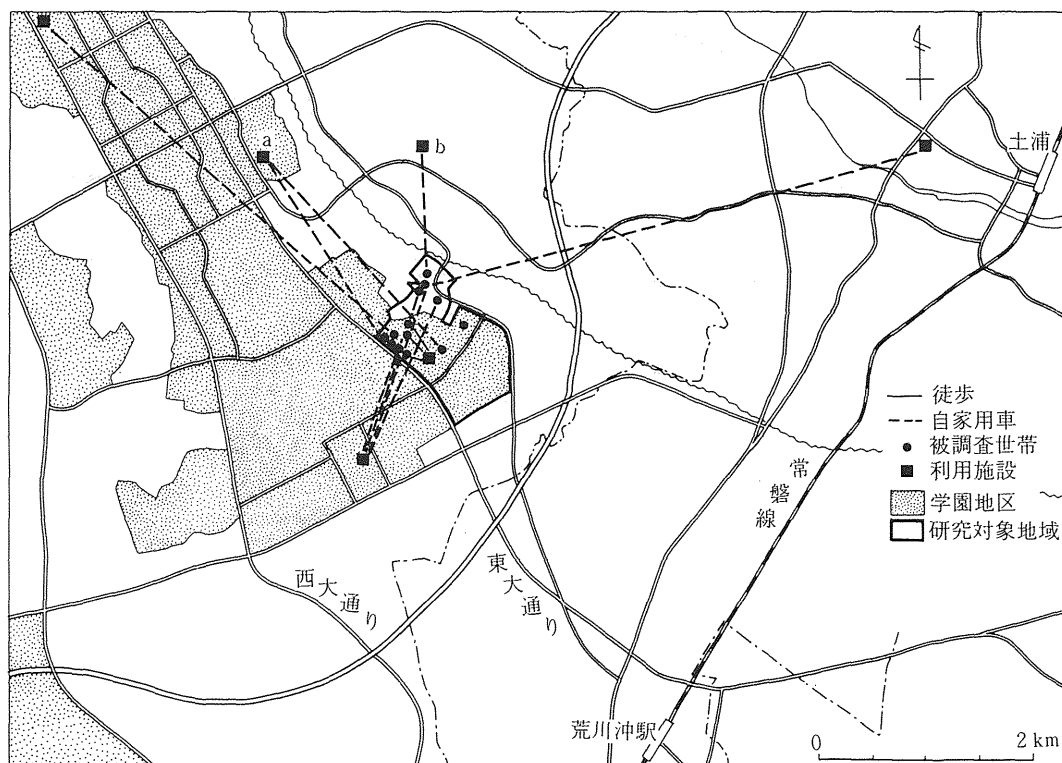 a
b
土浦
徒歩
自家用車
被調査世帯
利用施設
学園地区
研究対象地域
常磐線
西大通り
東大通り
荒川沖駅
0 2 km